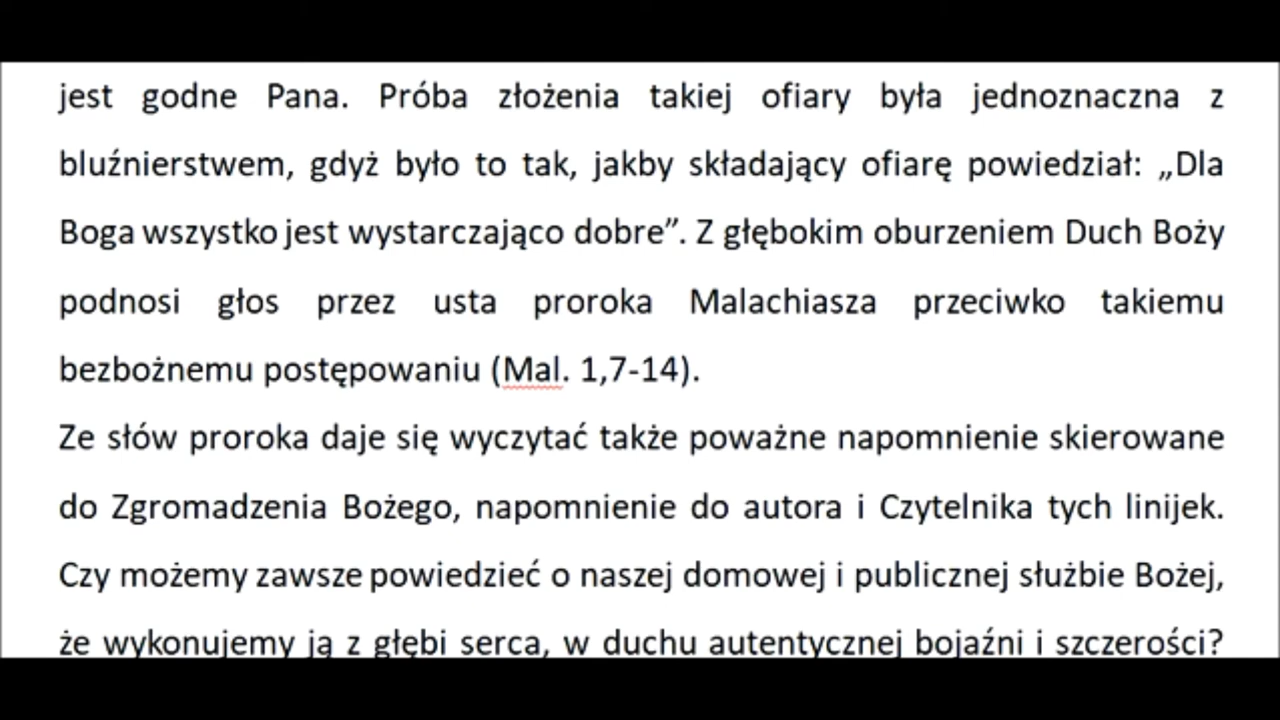 jest godne Pana. Próba złożenia takiej ofiary była jednoznaczna z
bluźnierstwem, gdyż było to tak, jakby składający ofiarę powiedział: „Dla
Boga wszystko jest wystarczająco dobre”. Z głębokim oburzeniem Duch Boży
podnosi głos przez usta proroka Malachiasza przeciwko takiemu
bezbożnemu postępowaniu (Mal. 1,7-14).
Ze słów proroka daje się wyczytać także poważne napomnienie skierowane
do Zgromadzenia Bożego, napomnienie do autora i Czytelnika tych linijek.
Czy możemy zawsze powiedzieć o naszej domowej i publicznej służbie Bożej,
że wykonujemy ją z głębi serca, w duchu autentycznej bojaźni i szczerości?